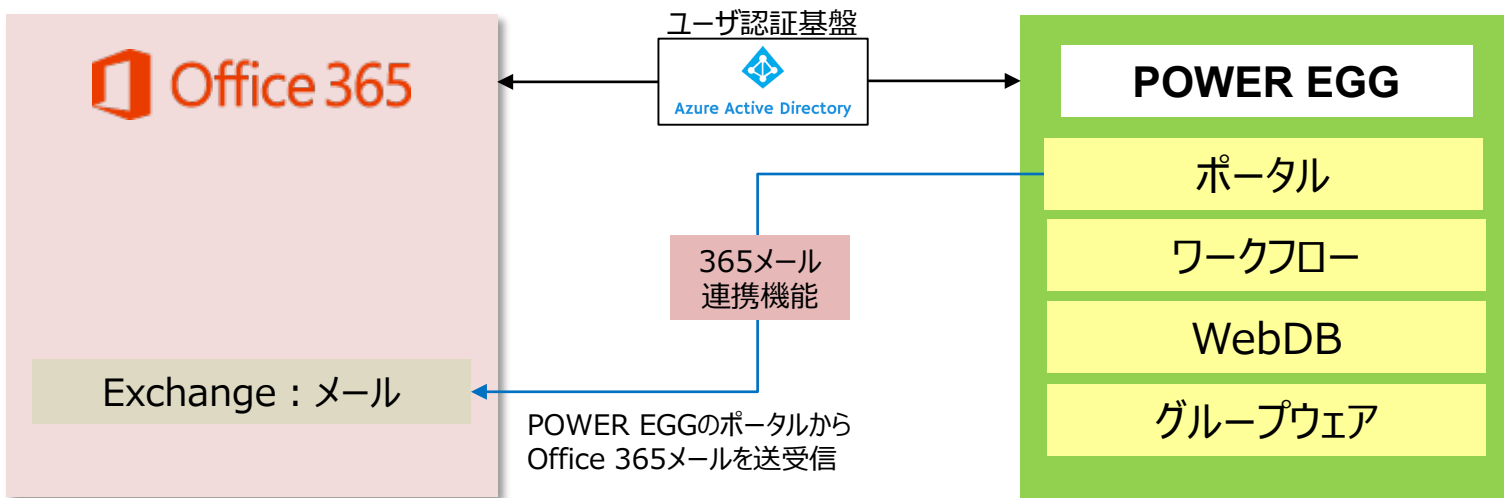 ユーザ認証基盤
Office 365
Azure Active Directory
POWER EGG
ポータル
ワークフロー
WebDB
グループウェア
365メール
連携機能
Exchange：メール
POWER EGGのポータルから
Office 365メールを送受信